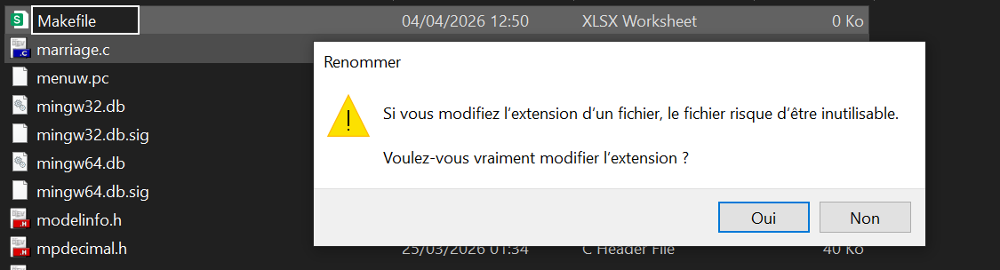 Makefile 04/04/2026 12:50 XLSX Worksheet 0 Ko
marriage.c
menuw.pc
mingw32.db
mingw32.db.sig
mingw64.db
mingw64.db.sig
modelinfo.h
mpdecimal.h 25/03/2026 01:34 C Header File 40 Ko
Renommer
Si vous modifiez l'extension d'un fichier, le fichier risque d'être inutilisable.
Voulez-vous vraiment modifier l'extension ?
Oui Non